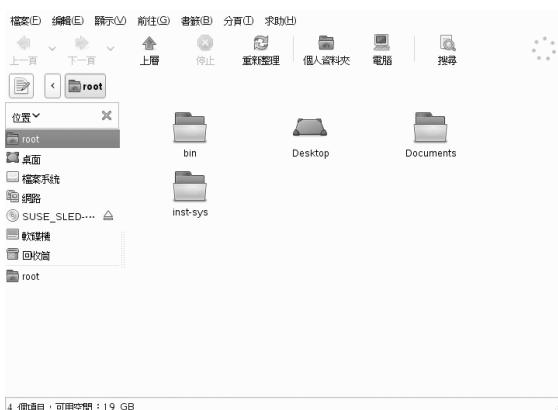 檔案(F) 編輯(E) 顯示(V) 前往(G) 書籤(B) 分頁(T) 求助(H)
上一頁 下一頁 上層 停止 重新整理 個人資料夾 電腦 搜尋
root
位置
root
桌面
檔案系統
網路
SUSE_SLED-···
軟碟機
回收筒
root
bin Desktop Documents
inst-sys
4 個項目，可用空間：19 GB